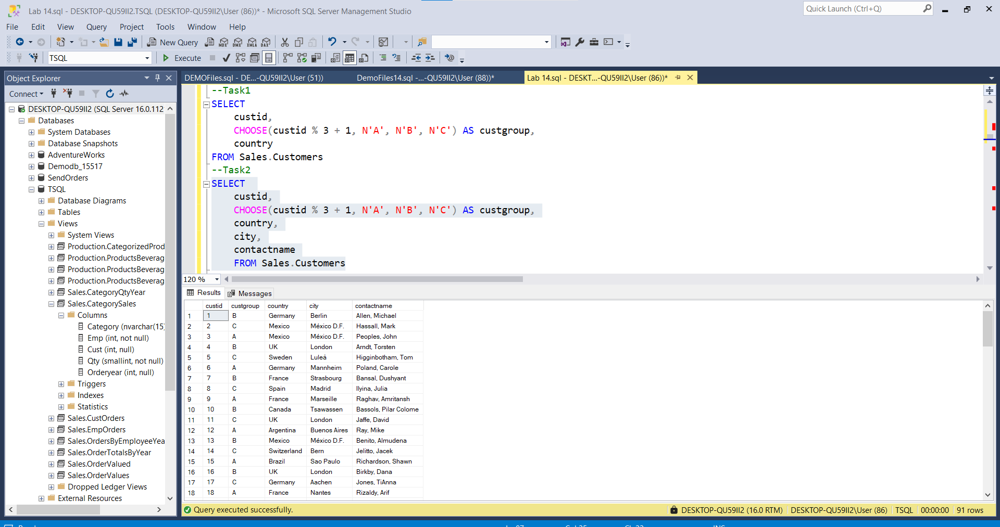 Lab 14.sql - DESKTOP-QU59II2.TSQL (DESKTOP-QU59II2\User (86))* - Microsoft SQL Server Management Studio
Quick Launch (Ctrl+Q)
File Edit View Query Project Tools Window Help
New Query MDX DMX XMLA DAX
TSQL Execute
Object Explorer
Connect
DESKTOP-QU59II2 (SQL Server 16.0.112
Databases
System Databases
Database Snapshots
AdventureWorks
Demodb_15517
SendOrders
TSQL
Database Diagrams
Tables
Views
System Views
Production.CategorizedProd
Production.ProductsBeverag
Production.ProductsBeverag
Production.ProductsBeverag
Sales.CategoryQtyYear
Sales.CategorySales
Columns
Category (nvarchar(15)
Emp (int, not null)
Cust (int, null)
Qty (smallint, not null)
Orderyear (int, null)
Triggers
Indexes
Statistics
Sales.CustOrders
Sales.EmpOrders
Sales.OrdersByEmployeeYea
Sales.OrderTotalsByYear
Sales.OrderValued
Sales.OrderValues
Dropped Ledger Views
External Resources
DEMOFiles.sql - DE...-QU59II2\User (51)) DemoFiles14.sql -...-QU59II2\User (88))* Lab 14.sql - DESKT...-QU59II2\User (86))*
--Task1
SELECT
custid,
CHOOSE(custid % 3 + 1, N'A', N'B', N'C') AS custgroup,
country
FROM Sales.Customers
--Task2
SELECT
custid,
CHOOSE(custid % 3 + 1, N'A', N'B', N'C') AS custgroup,
country,
city,
contactname
FROM Sales.Customers
120 %
Results Messages
custid custgroup country city contactname
1 1 B Germany Berlin Allen, Michael
2 2 C Mexico México D.F. Hassall, Mark
3 3 A Mexico México D.F. Peoples, John
4 4 B UK London Arndt, Torsten
5 5 C Sweden Luleå Higginbotham, Tom
6 6 A Germany Mannheim Poland, Carole
7 7 B France Strasbourg Bansal, Dushyant
8 8 C Spain Madrid Ilyina, Julia
9 9 A France Marseille Raghav, Amritansh
10 10 B Canada Tsawassen Bassols, Pilar Colome
11 11 C UK London Jaffe, David
12 12 A Argentina Buenos Aires Ray, Mike
13 13 B Mexico México D.F. Benito, Almudena
14 14 C Switzerland Bern Jelitto, Jacek
15 15 A Brazil Sao Paulo Richardson, Shawn
16 16 B UK London Birkby, Dana
17 17 C Germany Aachen Jones, TiAnna
18 18 A France Nantes Rizaldy, Arif
Query executed successfully.
DESKTOP-QU59II2 (16.0 RTM) DESKTOP-QU59II2\User (86) TSQL 00:00:00 91 rows